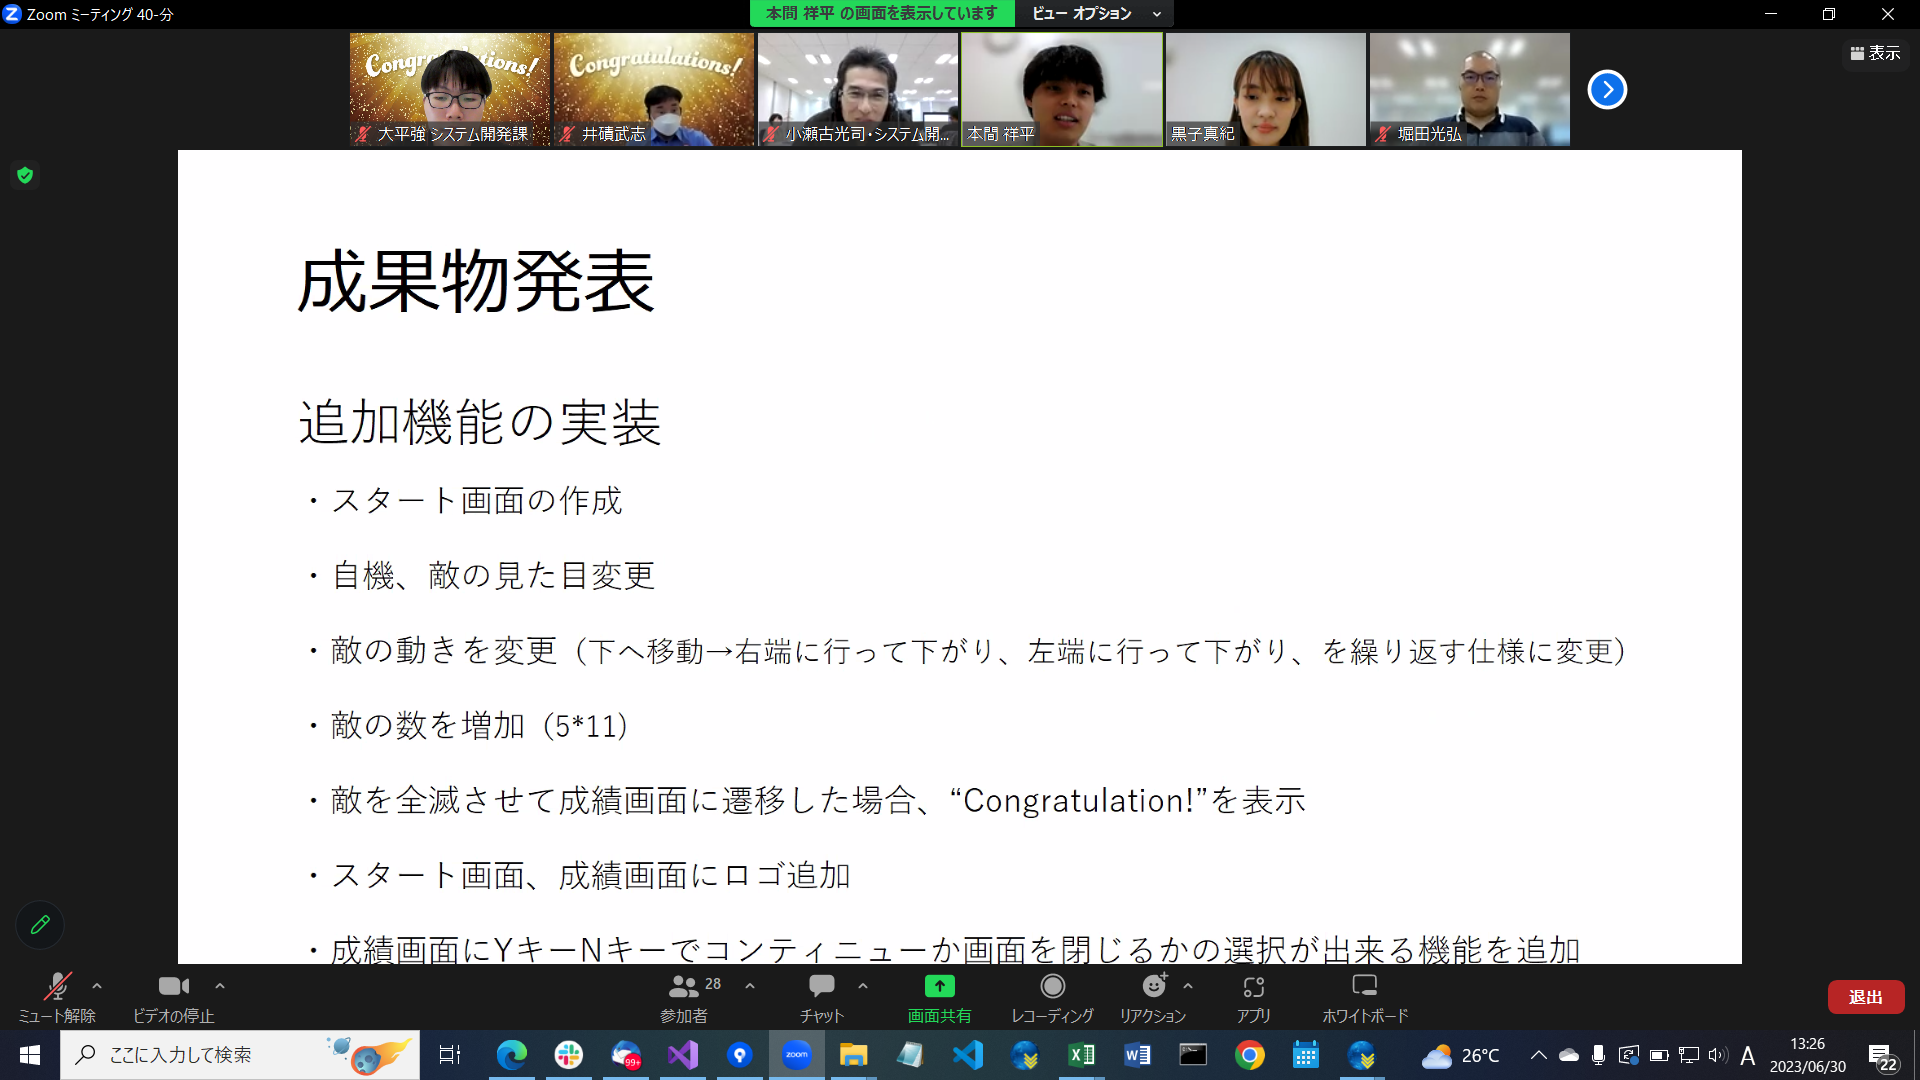 Zoom ミーティング 40-分
本間 祥平 の画面を表示しています
ビュー オプション
表示
Congratulations!
Congratulations!
大平強 システム開発課
井磧武志
小瀬古光司・システム開...
本間 祥平
黒子真紀
堀田光弘
成果物発表
追加機能の実装
・スタート画面の作成
・自機、敵の見た目変更
・敵の動きを変更（下へ移動→右端に行って下がり、左端に行って下がり、を繰り返す仕様に変更）
・敵の数を増加（5*11）
・敵を全滅させて成績画面に遷移した場合、“Congratulation!”を表示
・スタート画面、成績画面にロゴ追加
・成績画面にYキーNキーでコンティニューか画面を閉じるかの選択が出来る機能を追加
ミュート解除
ビデオの停止
28
参加者
チャット
画面共有
レコーディング
リアクション
アプリ
ホワイトボード
退出
ここに入力して検索
99+
zoom
26°C
A
13:26
2023/06/30
22